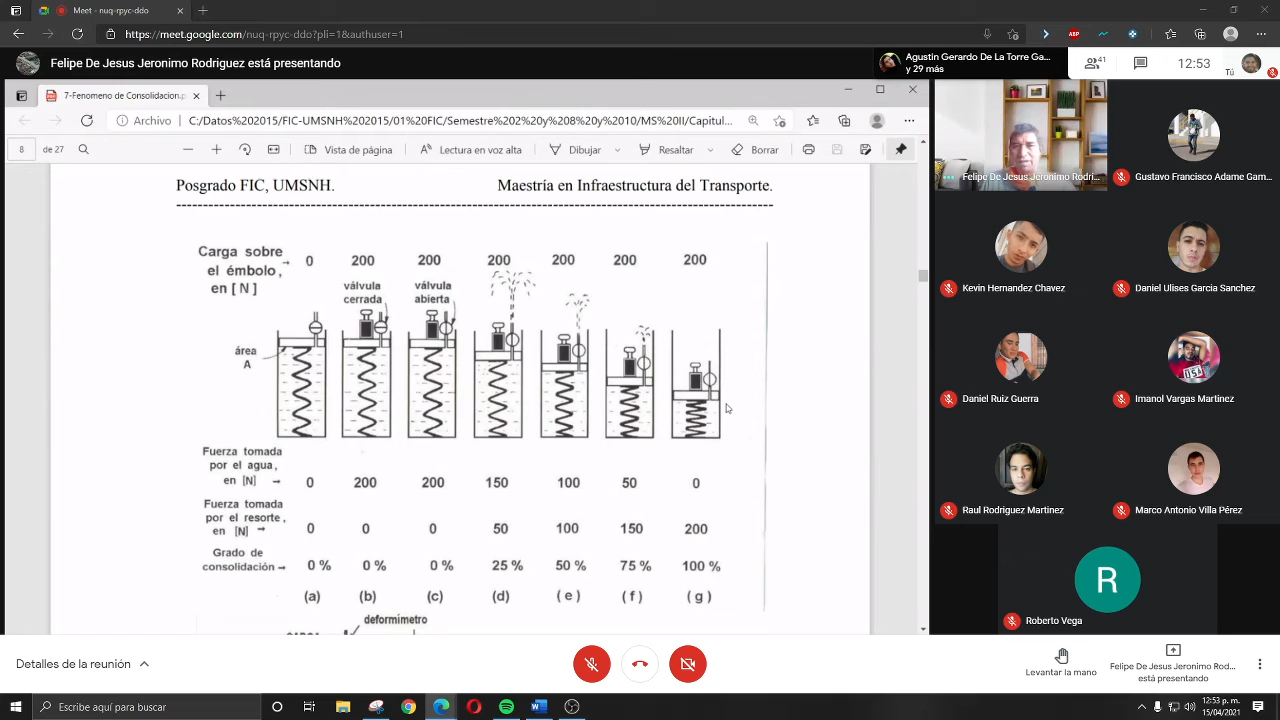 Meet - nuq-rpyc-ddo
https://meet.google.com/nuq-rpyc-ddo?pli=1&authuser=1
Felipe De Jesus Jeronimo Rodriguez está presentando
Agustin Gerardo De La Torre Ga...
y 29 más
41
12:53
Tú
7-Fenomeno de Consolidacion.p
Archivo
C:/Datos%202015/FIC-UMSNH%202015/01%20FIC/Semestre%202%20y%208%20y%2010/MS%20II/Capitul...
8 de 27
Vista de página
Lectura en voz alta
Dibujar
Resaltar
Borrar
Posgrado FIC, UMSNH. Maestría en Infraestructura del Transporte.
Carga sobre el émbolo, en [ N ] → 0 200 200 200 200 200 200
válvula cerrada
válvula abierta
área A
Fuerza tomada por el agua, en [N] → 0 200 200 150 100 50 0
Fuerza tomada por el resorte, en [N] → 0 0 0 50 100 150 200
Grado de consolidación → 0 % 0 % 0 % 25 % 50 % 75 % 100 %
(a) (b) (c) (d) (e) (f) (g)
deformímetro
Felipe De Jesus Jeronimo Rodri...
Gustavo Francisco Adame Gam...
Kevin Hernandez Chavez
Daniel Ulises Garcia Sanchez
Daniel Ruiz Guerra
Imanol Vargas Martinez
USA
Raul Rodriguez Martinez
Marco Antonio Villa Pérez
R
Roberto Vega
Detalles de la reunión
Levantar la mano
Felipe De Jesus Jeronimo Rod...
está presentando
Escribe aquí para buscar
12:53 p. m.
15/04/2021